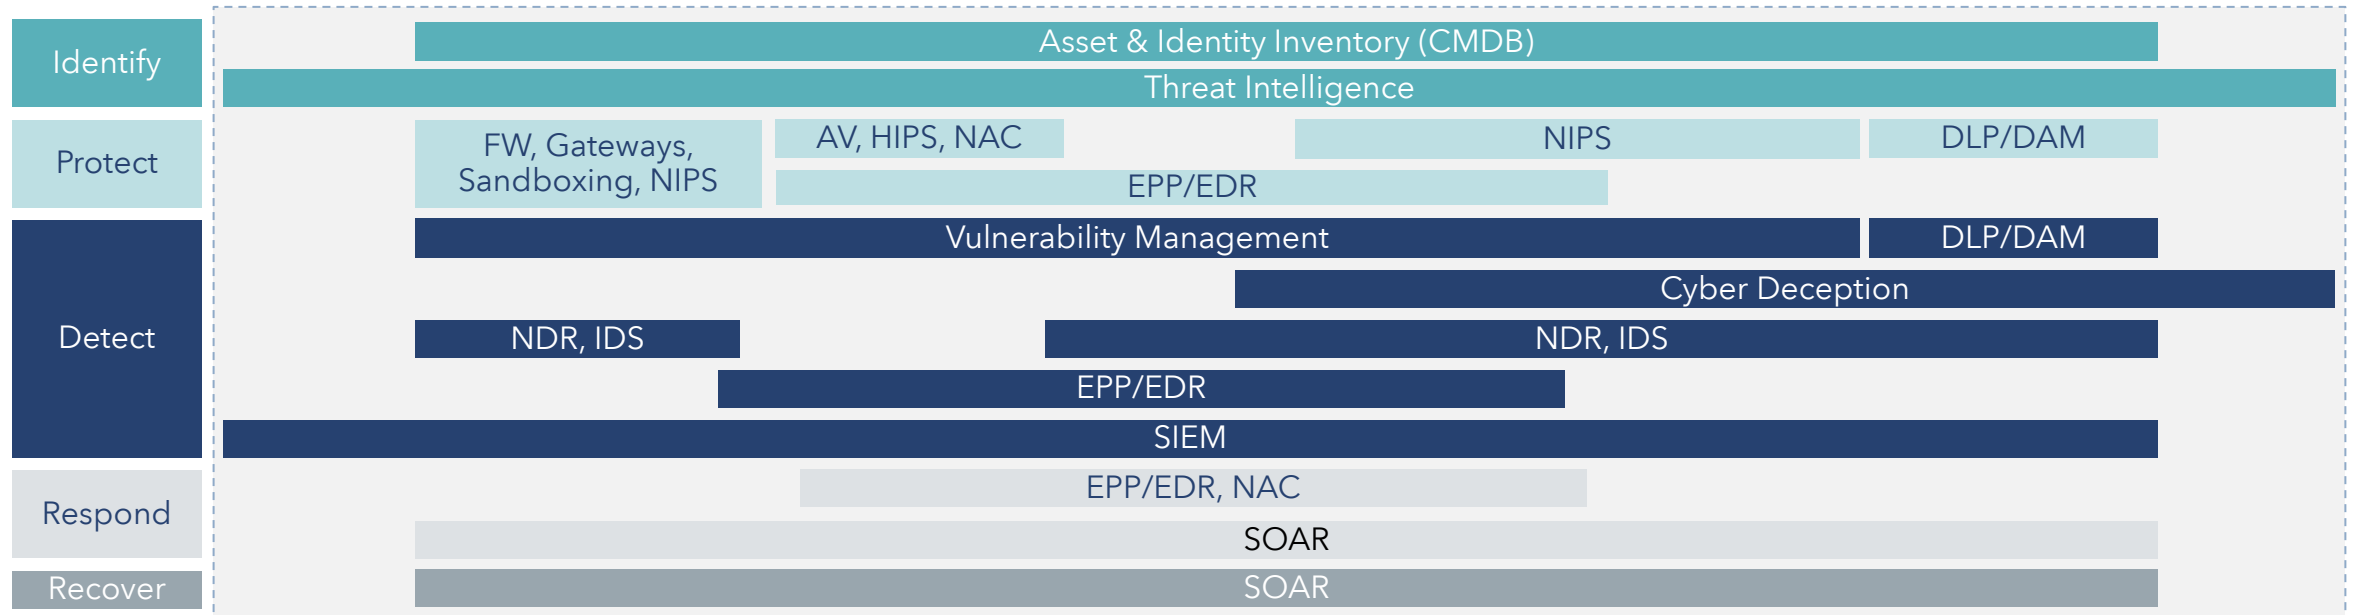 Identify
Asset & Identity Inventory (CMDB)
Threat Intelligence
Protect
FW, Gateways,
Sandboxing, NIPS
AV, HIPS, NAC
NIPS
DLP/DAM
EPP/EDR
Detect
Vulnerability Management
DLP/DAM
Cyber Deception
NDR, IDS
NDR, IDS
EPP/EDR
SIEM
Respond
EPP/EDR, NAC
SOAR
Recover
SOAR